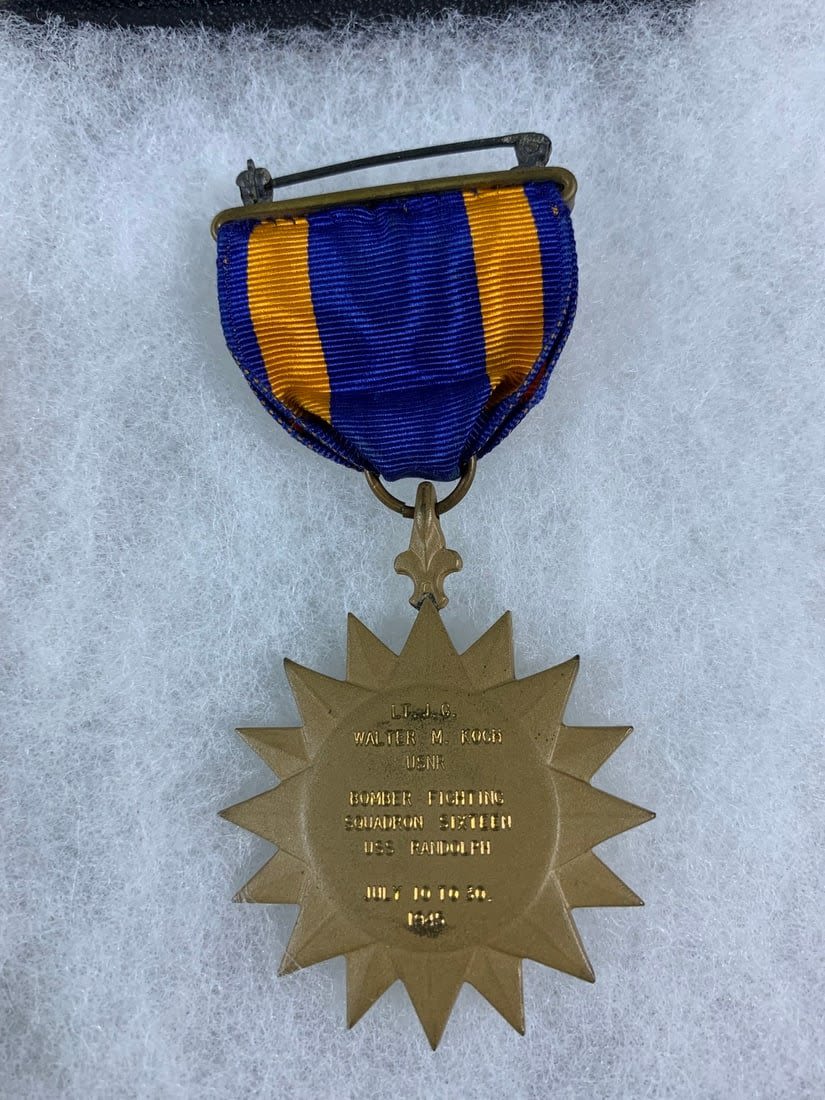 LT. J. G.
WALTER M. KOCH
USNR
BOMBER FIGHTING
SQUADRON SIXTEEN
USS RANDOLPH
JULY 10 TO 30.
1945